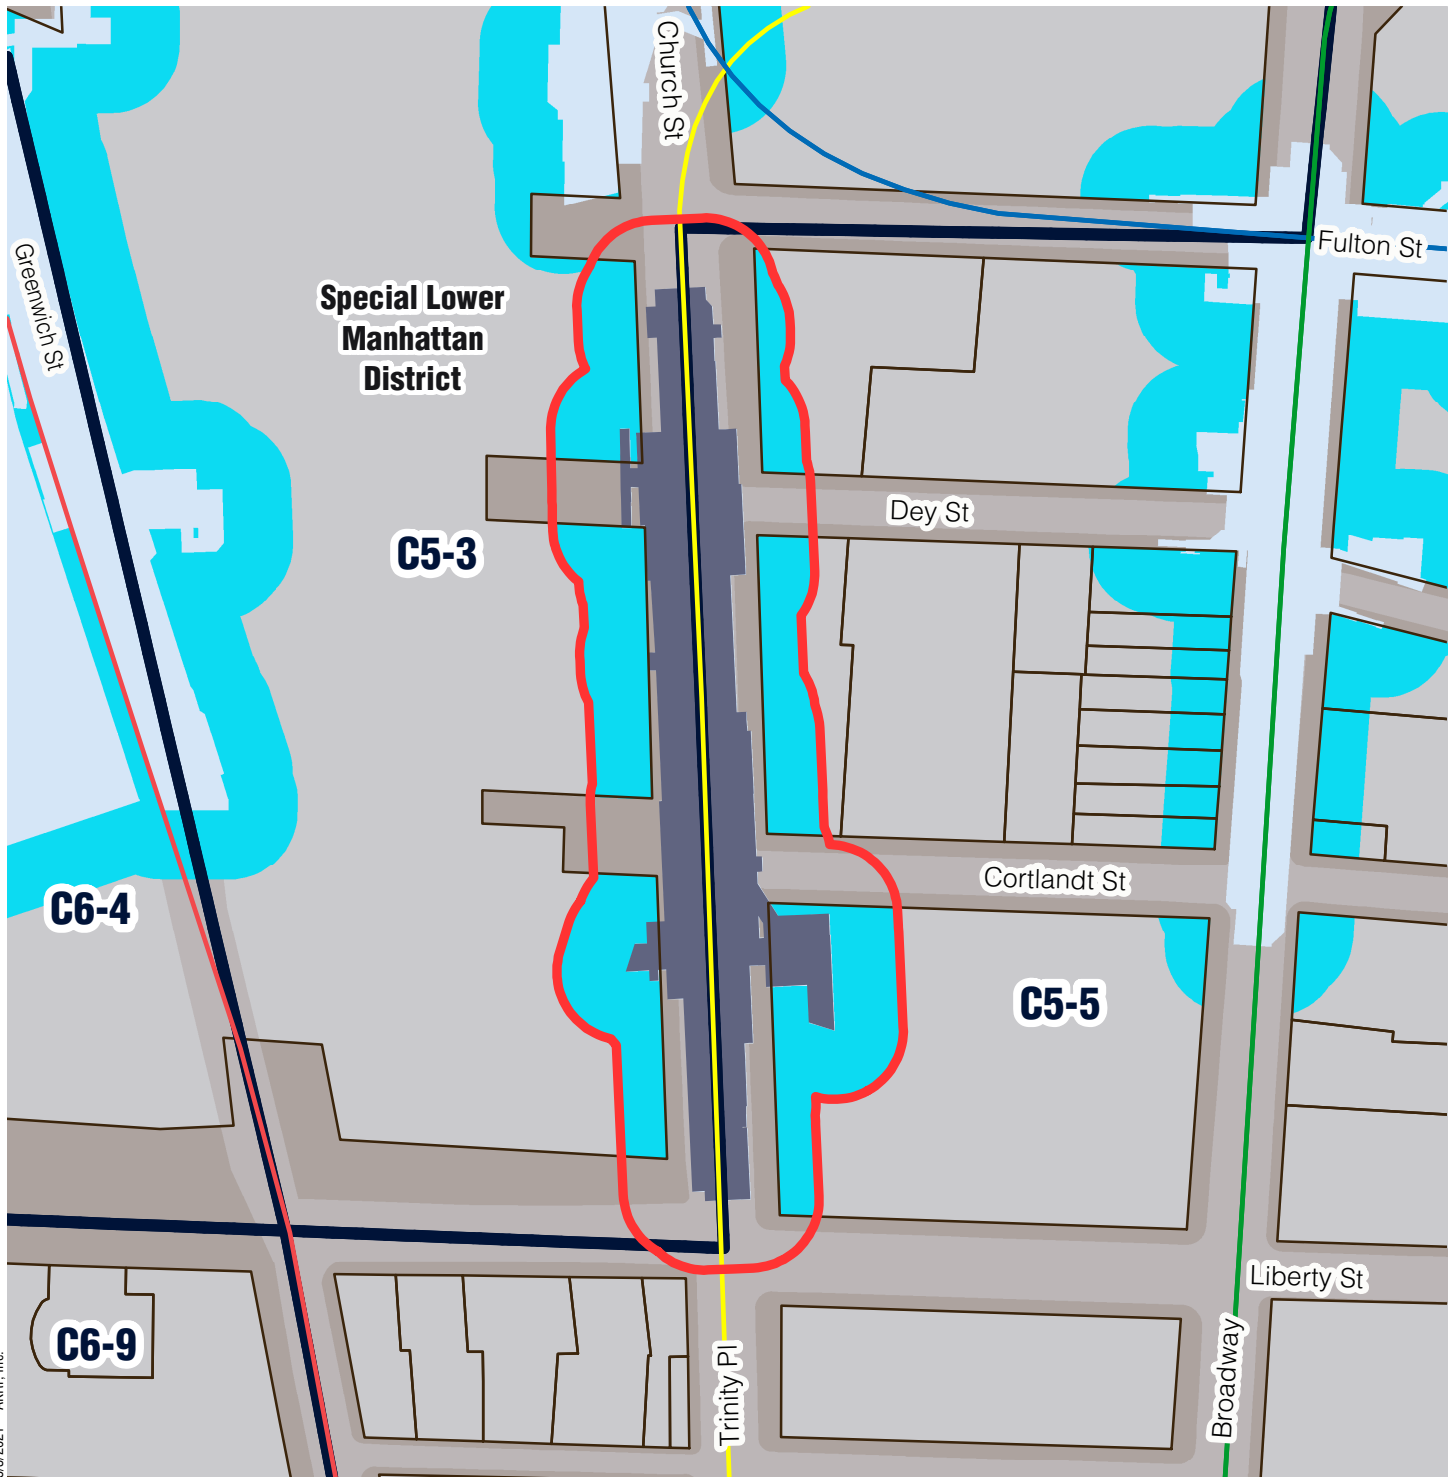 Church St
Fulton St
Greenwich St
Special Lower
Manhattan
District
Dey St
C5-3
Cortlandt St
C6-4
C5-5
Liberty St
C6-9
Trinity Pl
Broadway